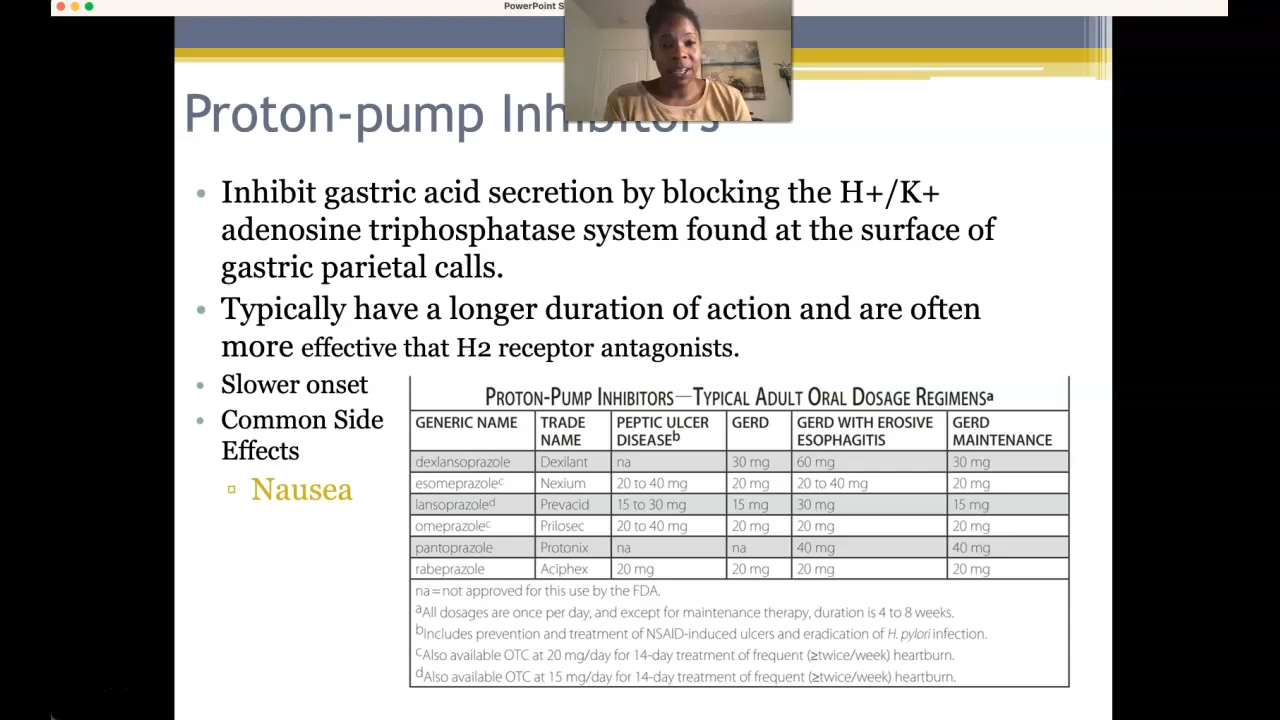 PowerPoint S
Proton-pump Inhibitors
• Inhibit gastric acid secretion by blocking the H+/K+
adenosine triphosphatase system found at the surface of
gastric parietal calls.
• Typically have a longer duration of action and are often
more effective that H2 receptor antagonists.
• Slower onset
• Common Side
Effects
▫ Nausea
PROTON-PUMP INHIBITORS—TYPICAL ADULT ORAL DOSAGE REGIMENSa
GENERIC NAME TRADE NAME PEPTIC ULCER DISEASEb GERD GERD WITH EROSIVE ESOPHAGITIS GERD MAINTENANCE
dexlansoprazole Dexilant na 30 mg 60 mg 30 mg
esomeprazolec Nexium 20 to 40 mg 20 mg 20 to 40 mg 20 mg
lansoprazoled Prevacid 15 to 30 mg 15 mg 30 mg 15 mg
omeprazolec Prilosec 20 to 40 mg 20 mg 20 mg 20 mg
pantoprazole Protonix na na 40 mg 40 mg
rabeprazole Aciphex 20 mg 20 mg 20 mg 20 mg
na = not approved for this use by the FDA.
aAll dosages are once per day, and except for maintenance therapy, duration is 4 to 8 weeks.
bIncludes prevention and treatment of NSAID-induced ulcers and eradication of H. pylori infection.
cAlso available OTC at 20 mg/day for 14-day treatment of frequent (≥twice/week) heartburn.
dAlso available OTC at 15 mg/day for 14-day treatment of frequent (≥twice/week) heartburn.